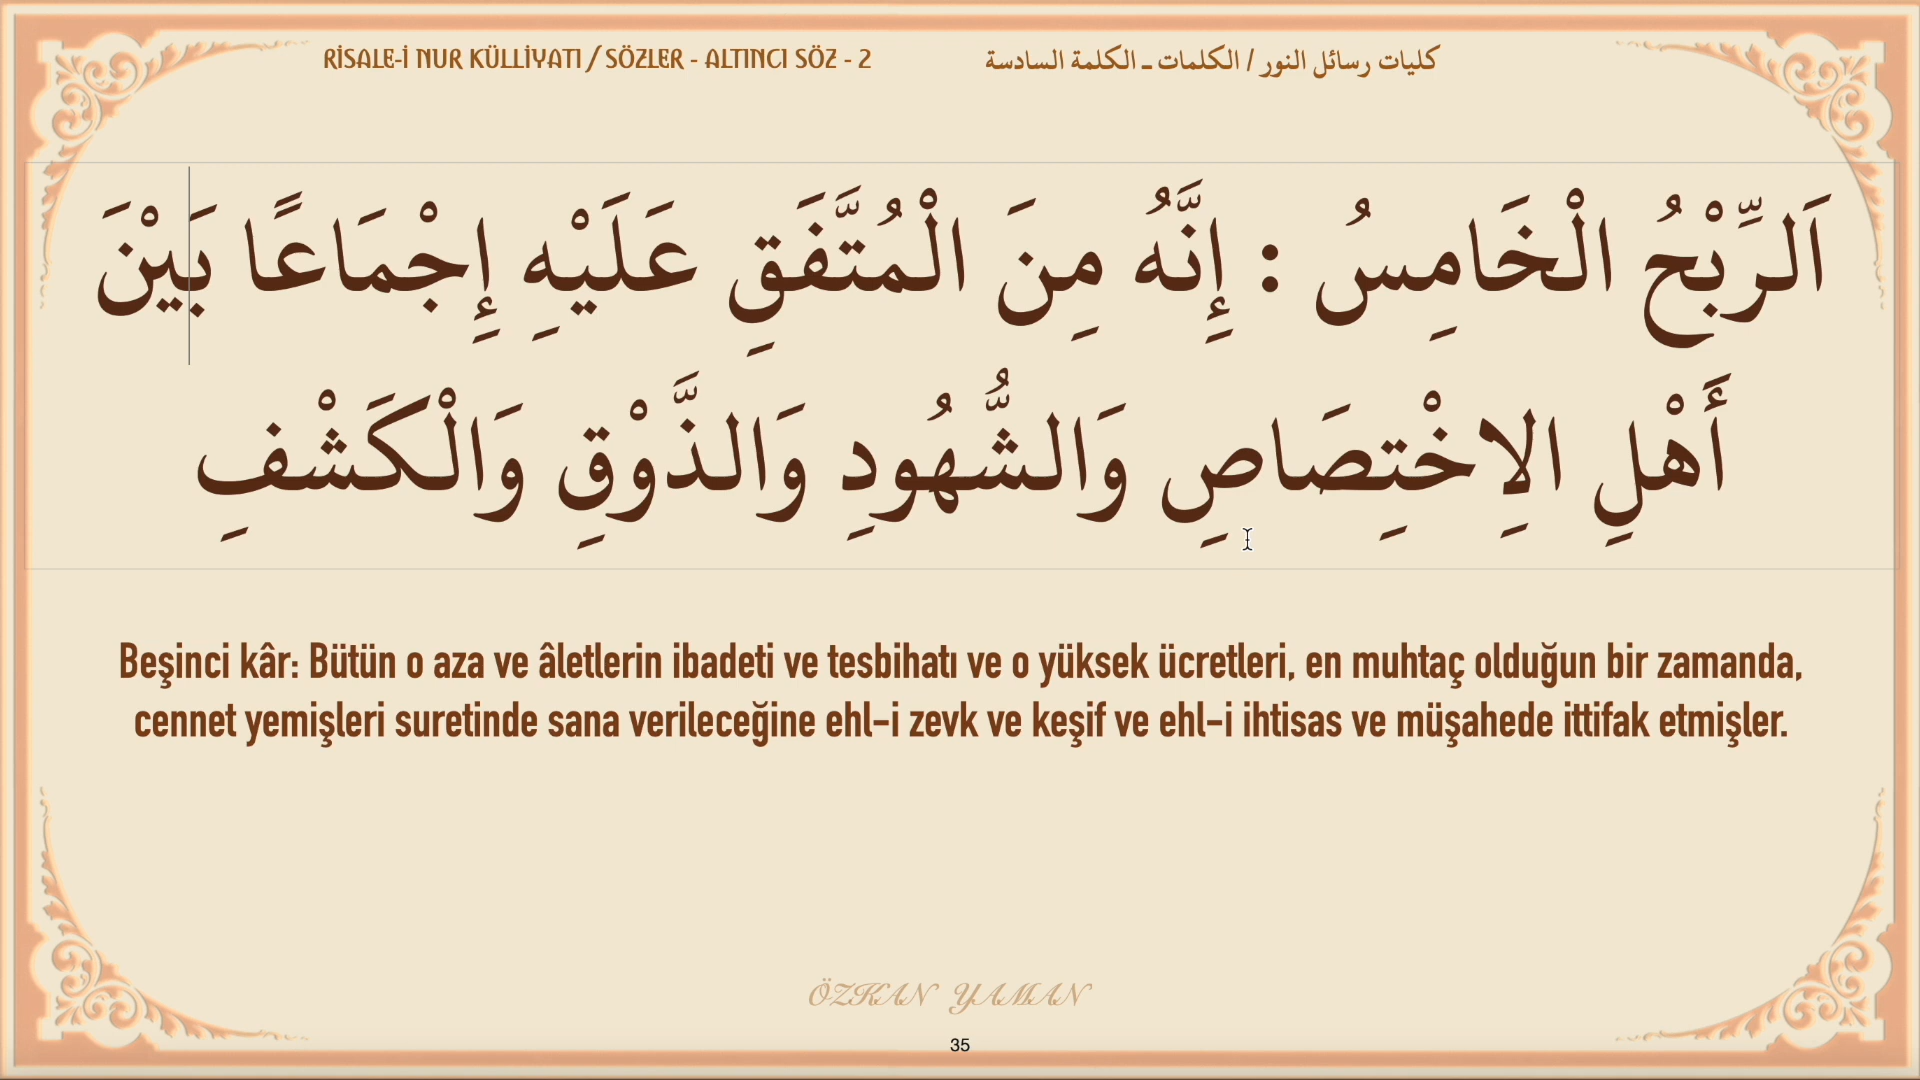 RİSALE-İ NUR KÜLLİYATI / SÖZLER - ALTINCI SÖZ - 2
كليات رسائل النور / الكلمات ـ الكلمة السادسة
اَلرِّبْحُ الْخَامِسُ : إِنَّهُ مِنَ الْمُتَّفَقِ عَلَيْهِ إِجْمَاعًا بَيْنَ
أَهْلِ الِاخْتِصَاصِ وَالشُّهُودِ وَالذَّوْقِ وَالْكَشْفِ
Beşinci kâr: Bütün o aza ve âletlerin ibadeti ve tesbihatı ve o yüksek ücretleri, en muhtaç olduğun bir zamanda,
cennet yemişleri suretinde sana verileceğine ehl-i zevk ve keşif ve ehl-i ihtisas ve müşahede ittifak etmişler.
ÖZKAN YAMAN
35